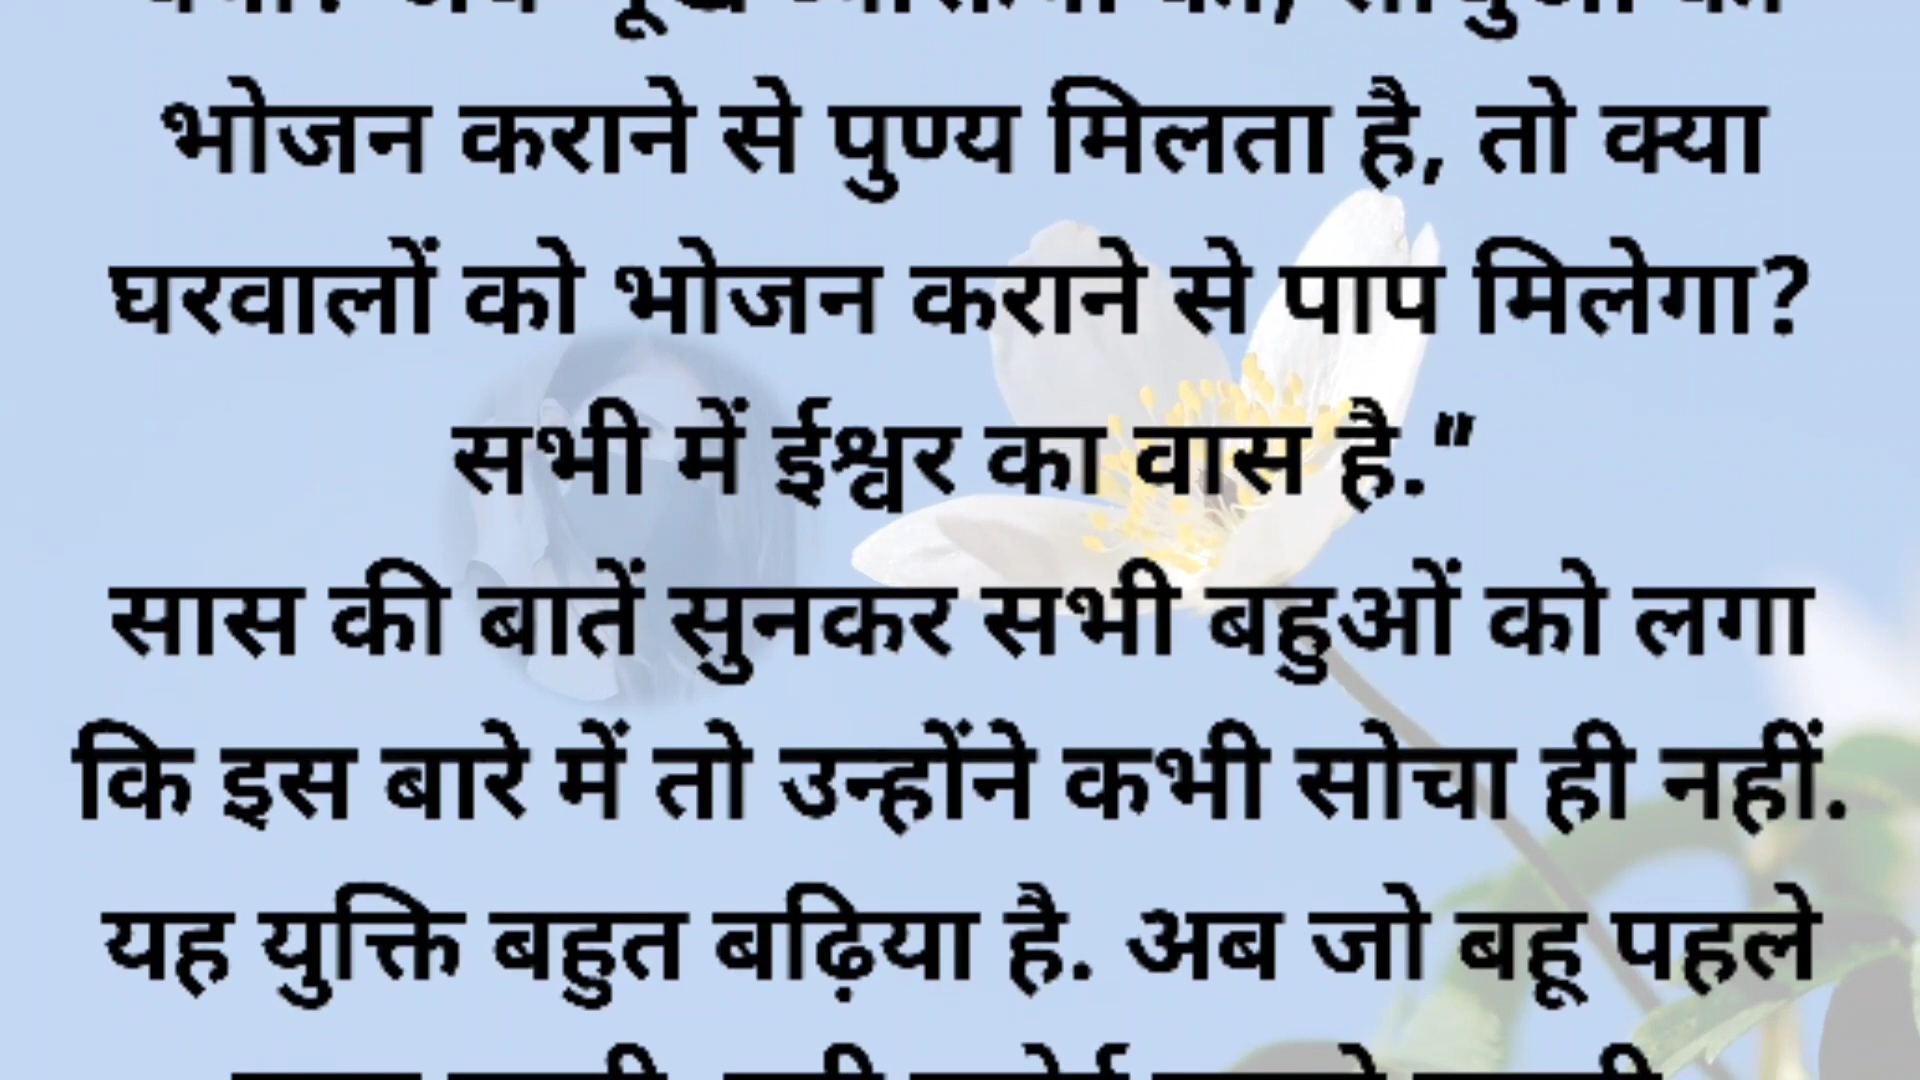 भोजन कराने से पुण्य मिलता है, तो क्या
घरवालों को भोजन कराने से पाप मिलेगा?
सभी में ईश्वर का वास है."
सास की बातें सुनकर सभी बहुओं को लगा
कि इस बारे में तो उन्होंने कभी सोचा ही नहीं.
यह युक्ति बहुत बढ़िया है. अब जो बहू पहले